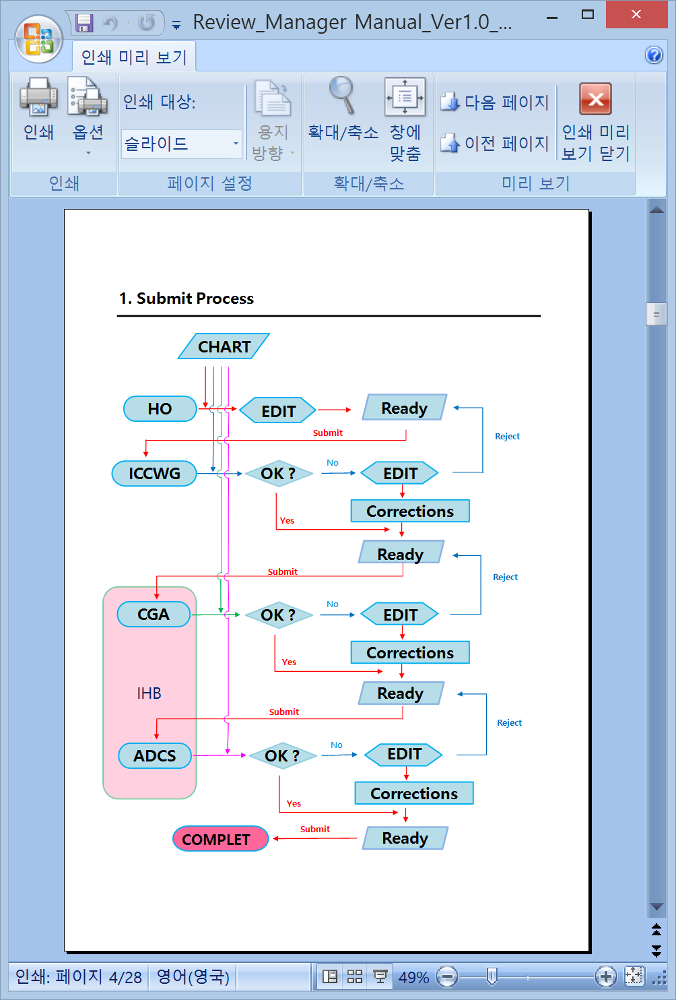 Review_Manager Manual_Ver1.0_...
인쇄 미리 보기
인쇄
옵션
인쇄 대상:
슬라이드
용지
방향
확대/축소
창에
맞춤
다음 페이지
이전 페이지
인쇄 미리
보기 닫기
인쇄
페이지 설정
확대/축소
미리 보기
1. Submit Process
CHART
HO
EDIT
Ready
Submit
Reject
ICCWG
OK ?
No
EDIT
Corrections
Yes
Ready
Submit
Reject
CGA
OK ?
No
EDIT
Corrections
Yes
IHB
Ready
Submit
Reject
ADCS
OK ?
No
EDIT
Corrections
Yes
COMPLET
Submit
Ready
인쇄: 페이지 4/28
영어(영국)
49%